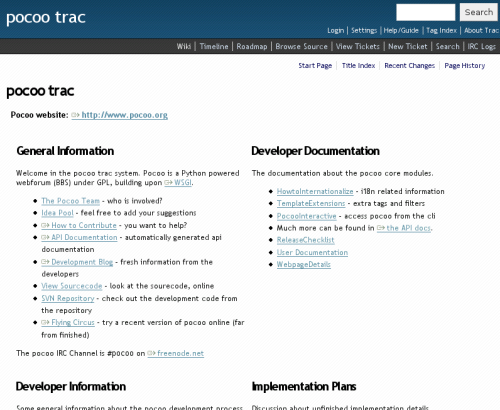 pocoo trac
Search
Login | Settings | Help/Guide | Tag Index | About Trac
Wiki | Timeline | Roadmap | Browse Source | View Tickets | New Ticket | Search | IRC Logs
Start Page | Title Index | Recent Changes | Page History
pocoo trac
Pocoo website: http://www.pocoo.org
General Information
Welcome in the pocoo trac system. Pocoo is a Python powered
webforum (BBS) under GPL, building upon WSGI.
The Pocoo Team - who is involved?
Idea Pool - feel free to add your suggestions
How to Contribute - you want to help?
API Documentation - automatically generated api
documentation
Development Blog - fresh information from the
developers
View Sourcecode - look at the sourecode, online
SVN Repository - check out the development code from
the repository
Flying Circus - try a recent version of pocoo online (far
from finished)
The pocoo IRC Channel is #pocoo on freenode.net
Developer Documentation
The documentation about the pocoo core modules.
HowtoInternationalize - i18n related information
TemplateExtensions - extra tags and filters
PocooInteractive - access pocoo from the cli
Much more can be found in the API docs.
ReleaseChecklist
User Documentation
WebpageDetails
Developer Information
Some general information about the pocoo development process
Implementation Plans
Discussion about unfinished implementation details